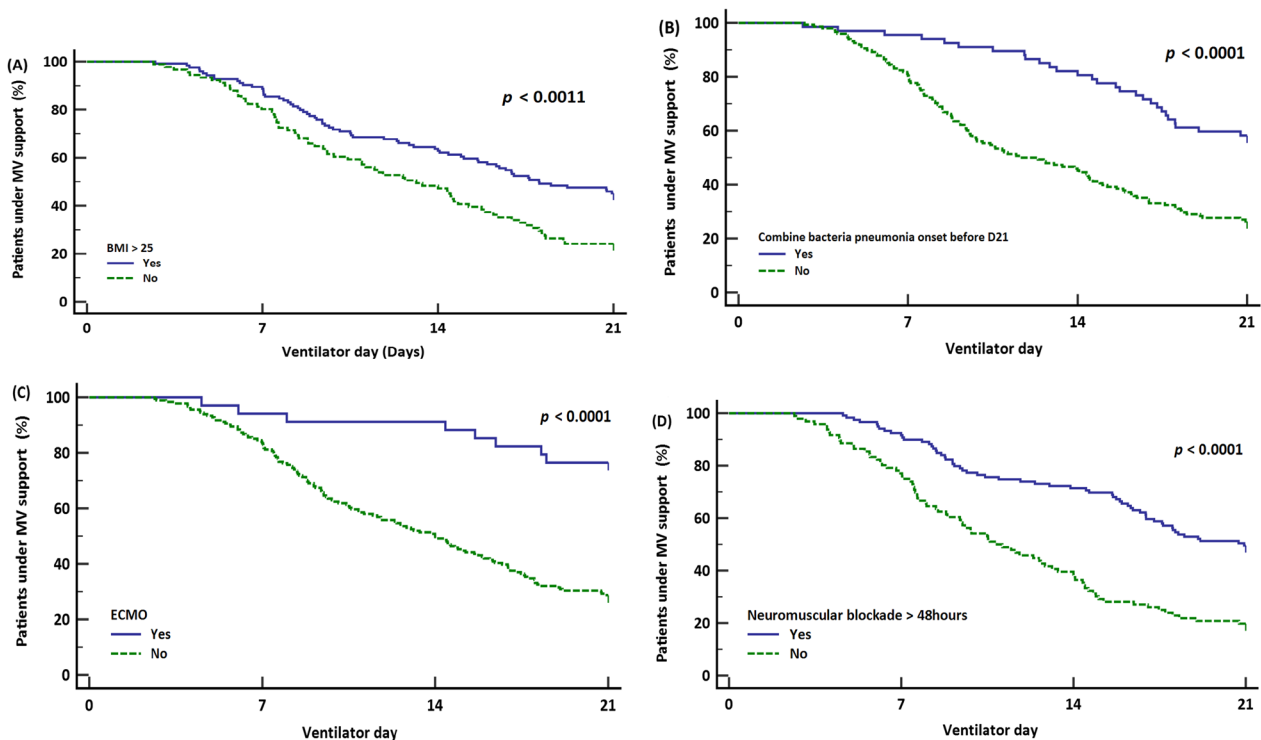 (A)
Patients under MV support (%)
100
80
60
40
20
0
p < 0.0011
BMI > 25
Yes
No
0 7 14 21
Ventilator day (Days)
(B)
Patients under MV support (%)
100
80
60
40
20
0
p < 0.0001
Combine bacteria pneumonia onset before D21
Yes
No
0 7 14 21
Ventilator day
(C)
Patients under MV support (%)
100
80
60
40
20
0
p < 0.0001
ECMO
Yes
No
0 7 14 21
Ventilator day
(D)
Patients under MV support (%)
100
80
60
40
20
0
p < 0.0001
Neuromuscular blockade > 48hours
Yes
No
0 7 14 21
Ventilator day